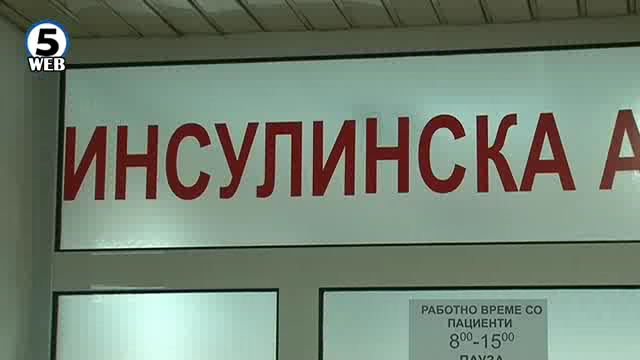 5
WEB
ИНСУЛИНСКА А
РАБОТНО ВРЕМЕ СО
ПАЦИЕНТИ
8⁰⁰-15⁰⁰
ПАУЗА